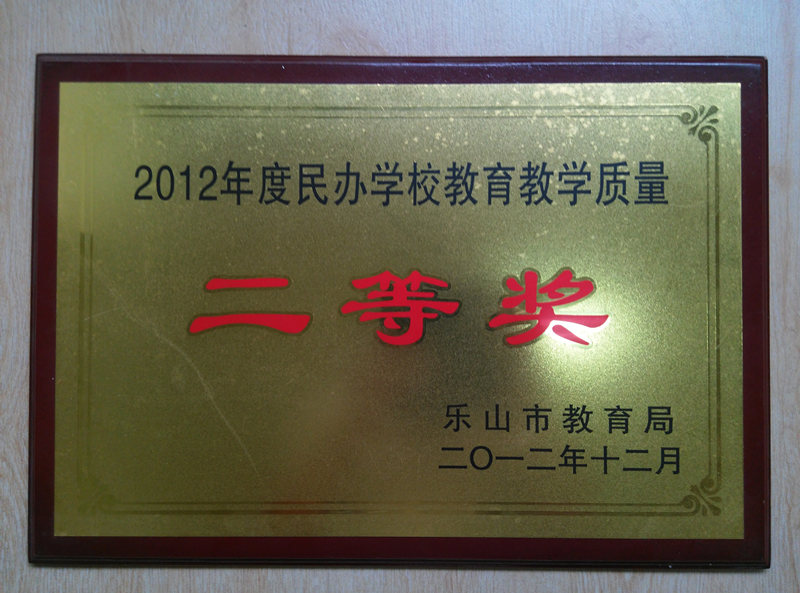 2012年度民办学校教育教学质量
二等奖
乐山市教育局
二〇一二年十二月